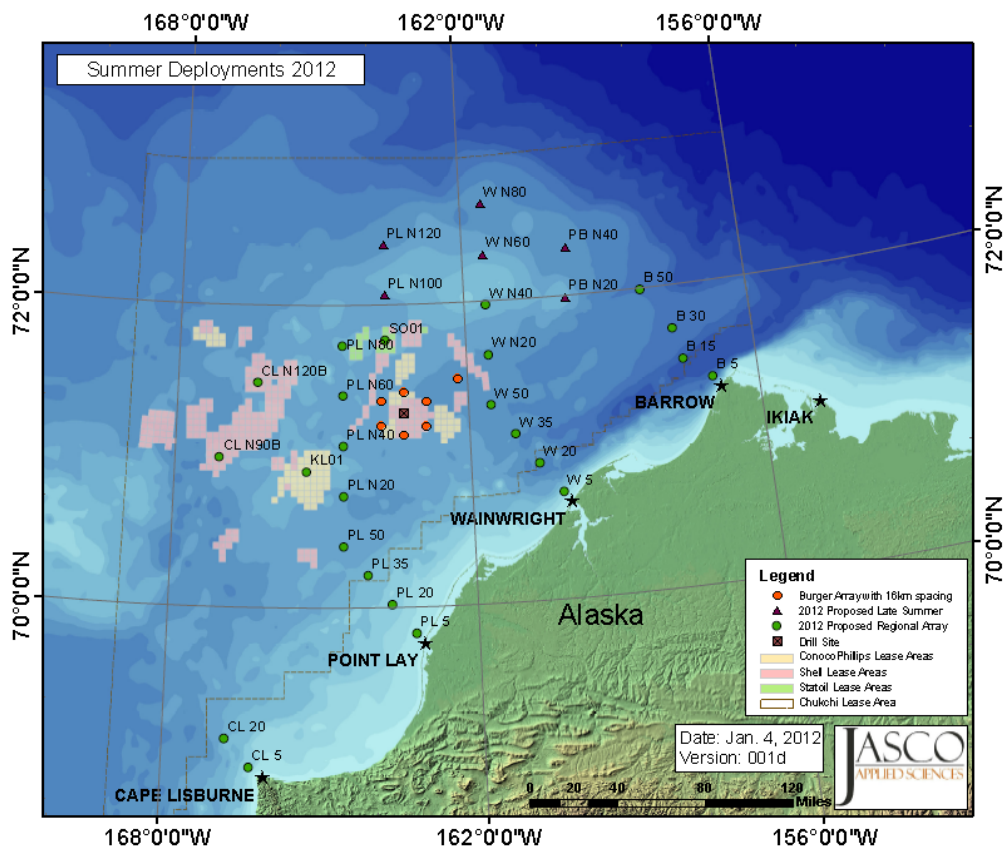 168°0'0"W
162°0'0"W
156°0'0"W
Summer Deployments 2012
W N80
PL N120
W N60
PB N40
72°0'0"N
72°0'0"N
PL N100
W N40
PB N20
B 50
SO01
B 30
PL N80
W N20
B 15
CL N120B
PL N60
B 5
W 50
BARROW
IKIAK
PL N40
W 35
CL N90B
KL01
W 20
PL N20
W 5
WAINWRIGHT
PL 50
70°0'0"N
70°0'0"N
PL 35
PL 20
Alaska
PL 5
POINT LAY
Legend
Burger Array with 16km spacing
2012 Proposed Late Summer
2012 Proposed Regional Array
Drill Site
ConocoPhillips Lease Areas
Shell Lease Areas
Statoil Lease Areas
Chukchi Lease Area
CL 20
CL 5
CAPE LISBURNE
Date: Jan. 4, 2012
Version: 001d
JASCO
APPLIED SCIENCES
0 20 40 80 120
Miles
168°0'0"W
162°0'0"W
156°0'0"W